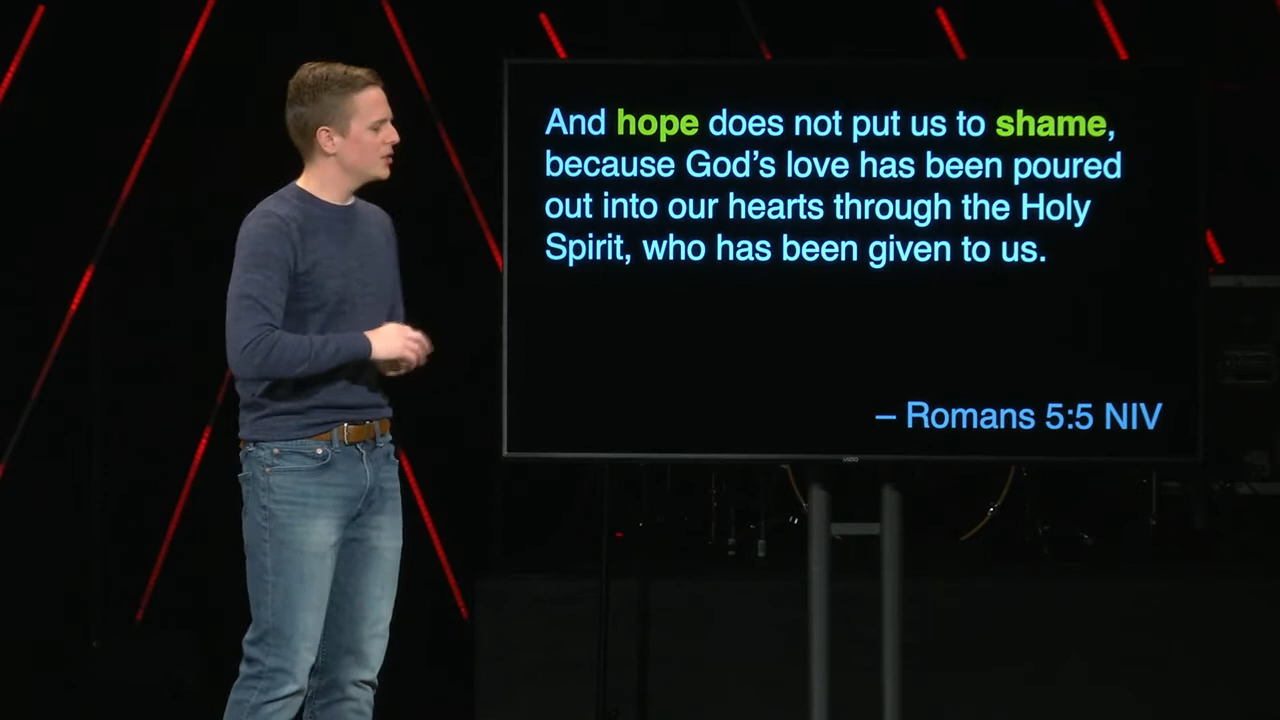 And hope does not put us to shame,
because God’s love has been poured
out into our hearts through the Holy
Spirit, who has been given to us.
– Romans 5:5 NIV
VIZIO